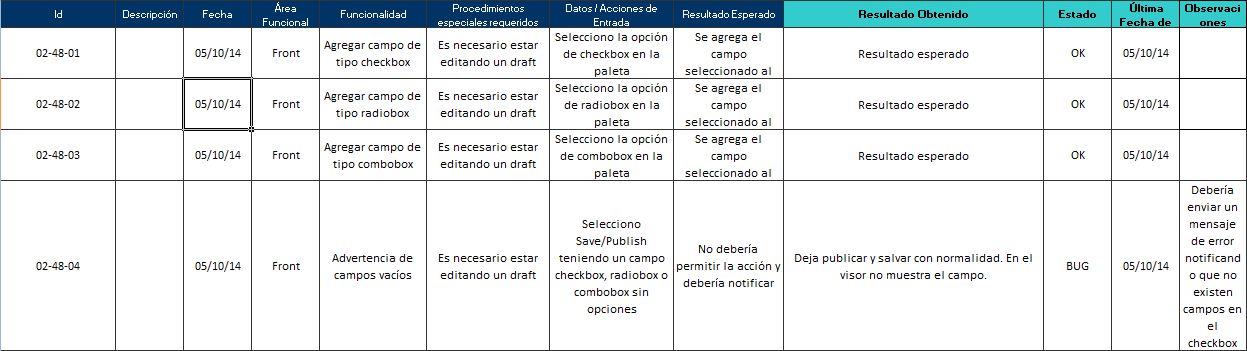 Id
Descripción
Fecha
Área
Funcional
Funcionalidad
Procedimientos
especiales requeridos
Datos / Acciones de
Entrada
Resultado Esperado
Resultado Obtenido
Estado
Última
Fecha de
Observaci
ones
02-48-01
05/10/14
Front
Agregar campo de
tipo checkbox
Es necesario estar
editando un draft
Selecciono la opción
de checkbox en la
paleta
Se agrega el
campo
seleccionado al
Resultado esperado
OK
05/10/14
02-48-02
05/10/14
Front
Agregar campo de
tipo radiobox
Es necesario estar
editando un draft
Selecciono la opción
de radiobox en la
paleta
Se agrega el
campo
seleccionado al
Resultado esperado
OK
05/10/14
02-48-03
05/10/14
Front
Agregar campo de
tipo combobox
Es necesario estar
editando un draft
Selecciono la opción
de combobox en la
paleta
Se agrega el
campo
seleccionado al
Resultado esperado
OK
05/10/14
02-48-04
05/10/14
Front
Advertencia de
campos vacíos
Es necesario estar
editando un draft
Selecciono
Save/Publish
teniendo un campo
checkbox, radiobox o
combobox sin
opciones
No debería
permitir la acción y
debería notificar
Deja publicar y salvar con normalidad. En el
visor no muestra el campo.
BUG
05/10/14
Debería
enviar un
mensaje
de error
notificand
o que no
existen
campos en
el
checkbox